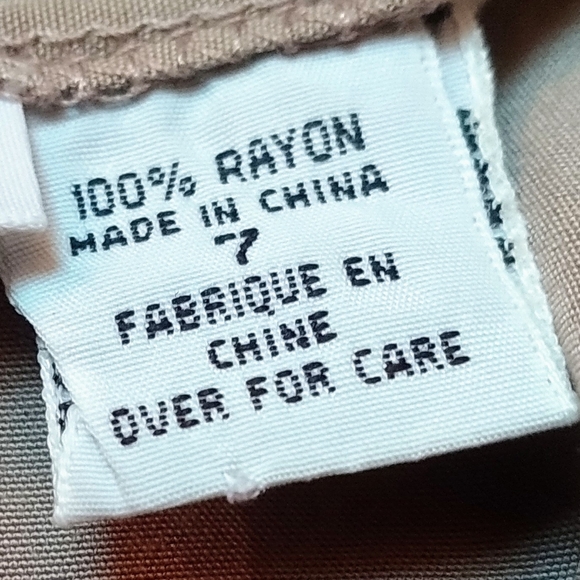 100% RAYON
MADE IN CHINA
7
FABRIQUE EN
CHINE
OVER FOR CARE